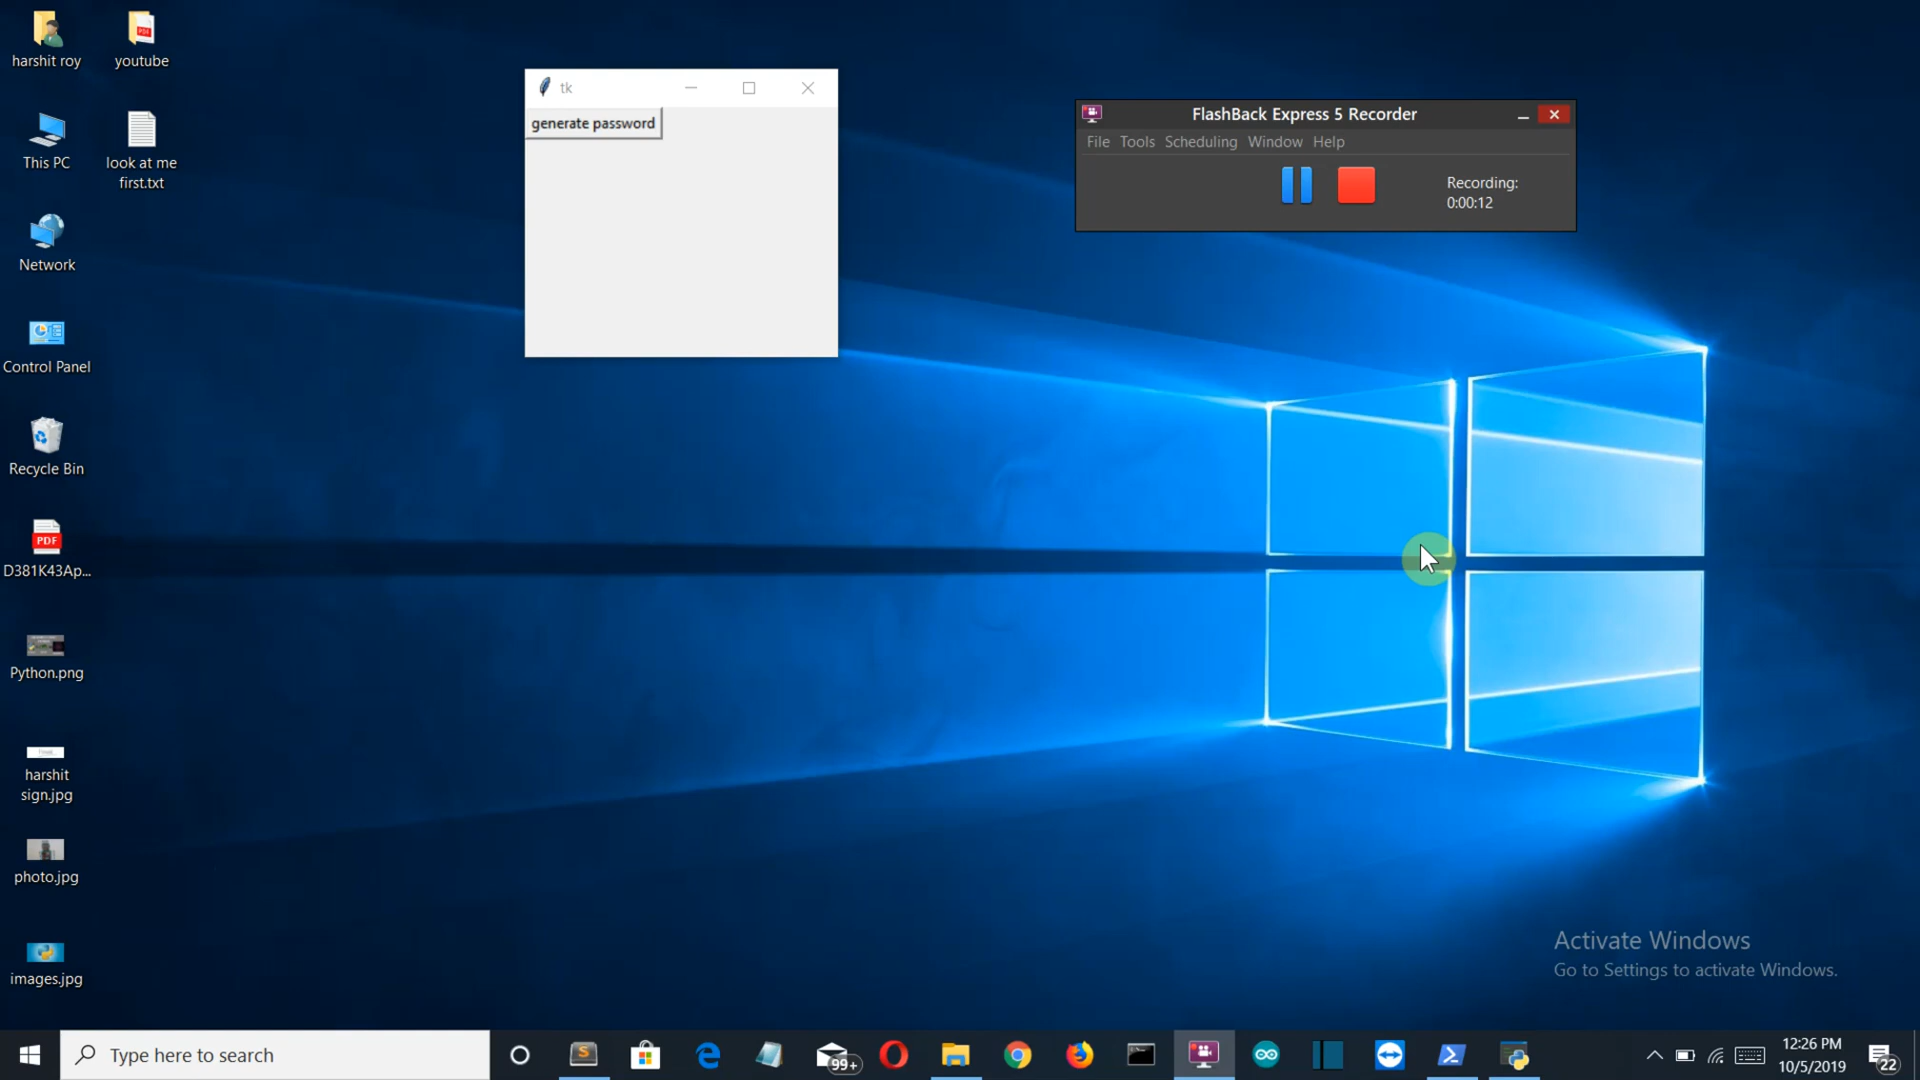 harshit roy
youtube
This PC
look at me
first.txt
Network
Control Panel
Recycle Bin
PDF
D381K43Ap...
Python.png
harshit
sign.jpg
photo.jpg
images.jpg
tk
generate password
FlashBack Express 5 Recorder
File Tools Scheduling Window Help
Recording:
0:00:12
Activate Windows
Go to Settings to activate Windows.
Type here to search
99+
12:26 PM
10/5/2019
22